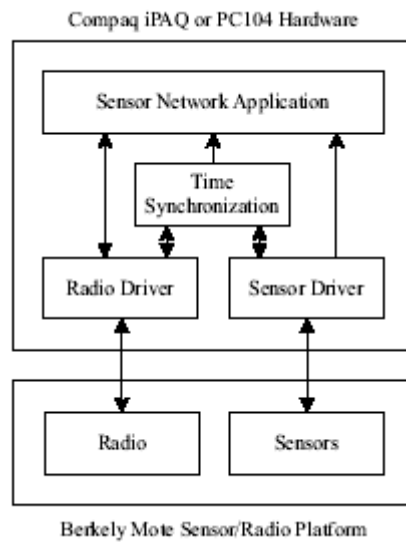 Compaq iPAQ or PC104 Hardware
Sensor Network Application
Time
Synchronization
Radio Driver
Sensor Driver
Radio
Sensors
Berkely Mote Sensor/Radio Platform